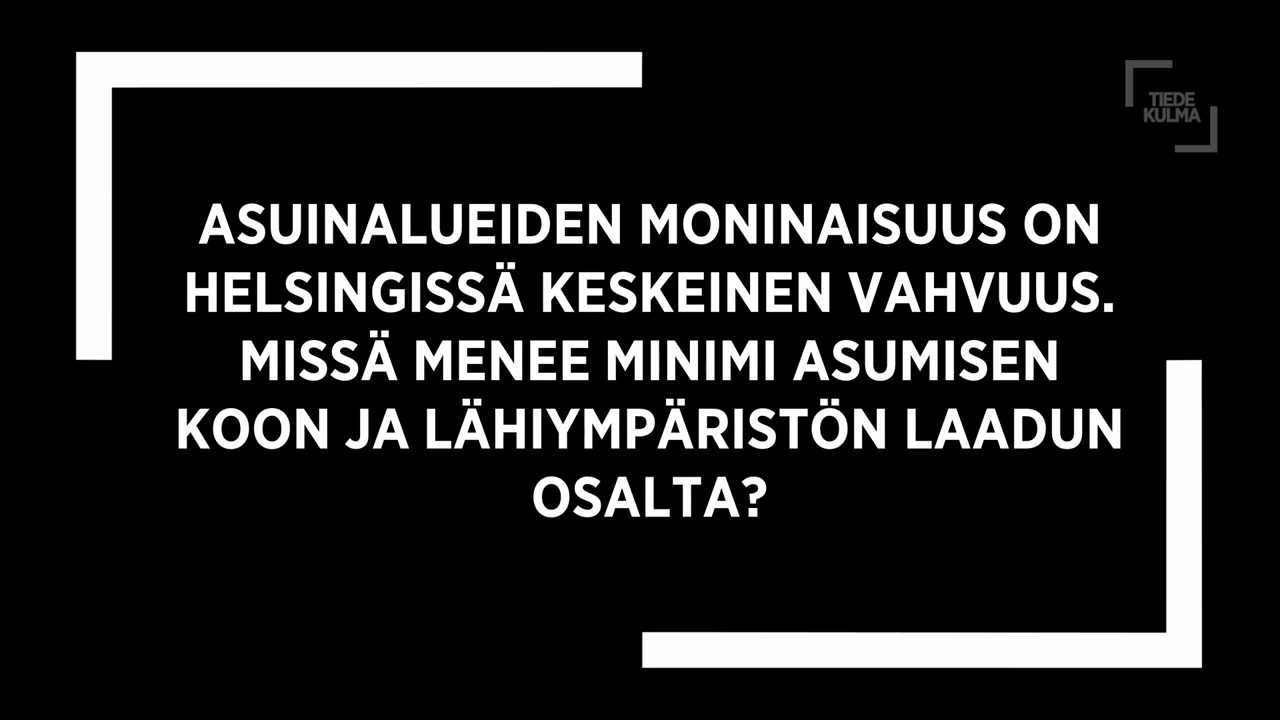 TIEDE
KULMA
ASUINALUEIDEN MONINAISUUS ON
HELSINGISSÄ KESKEINEN VAHVUUS.
MISSÄ MENEE MINIMI ASUMISEN
KOON JA LÄHIYMPÄRISTÖN LAADUN
OSALTA?